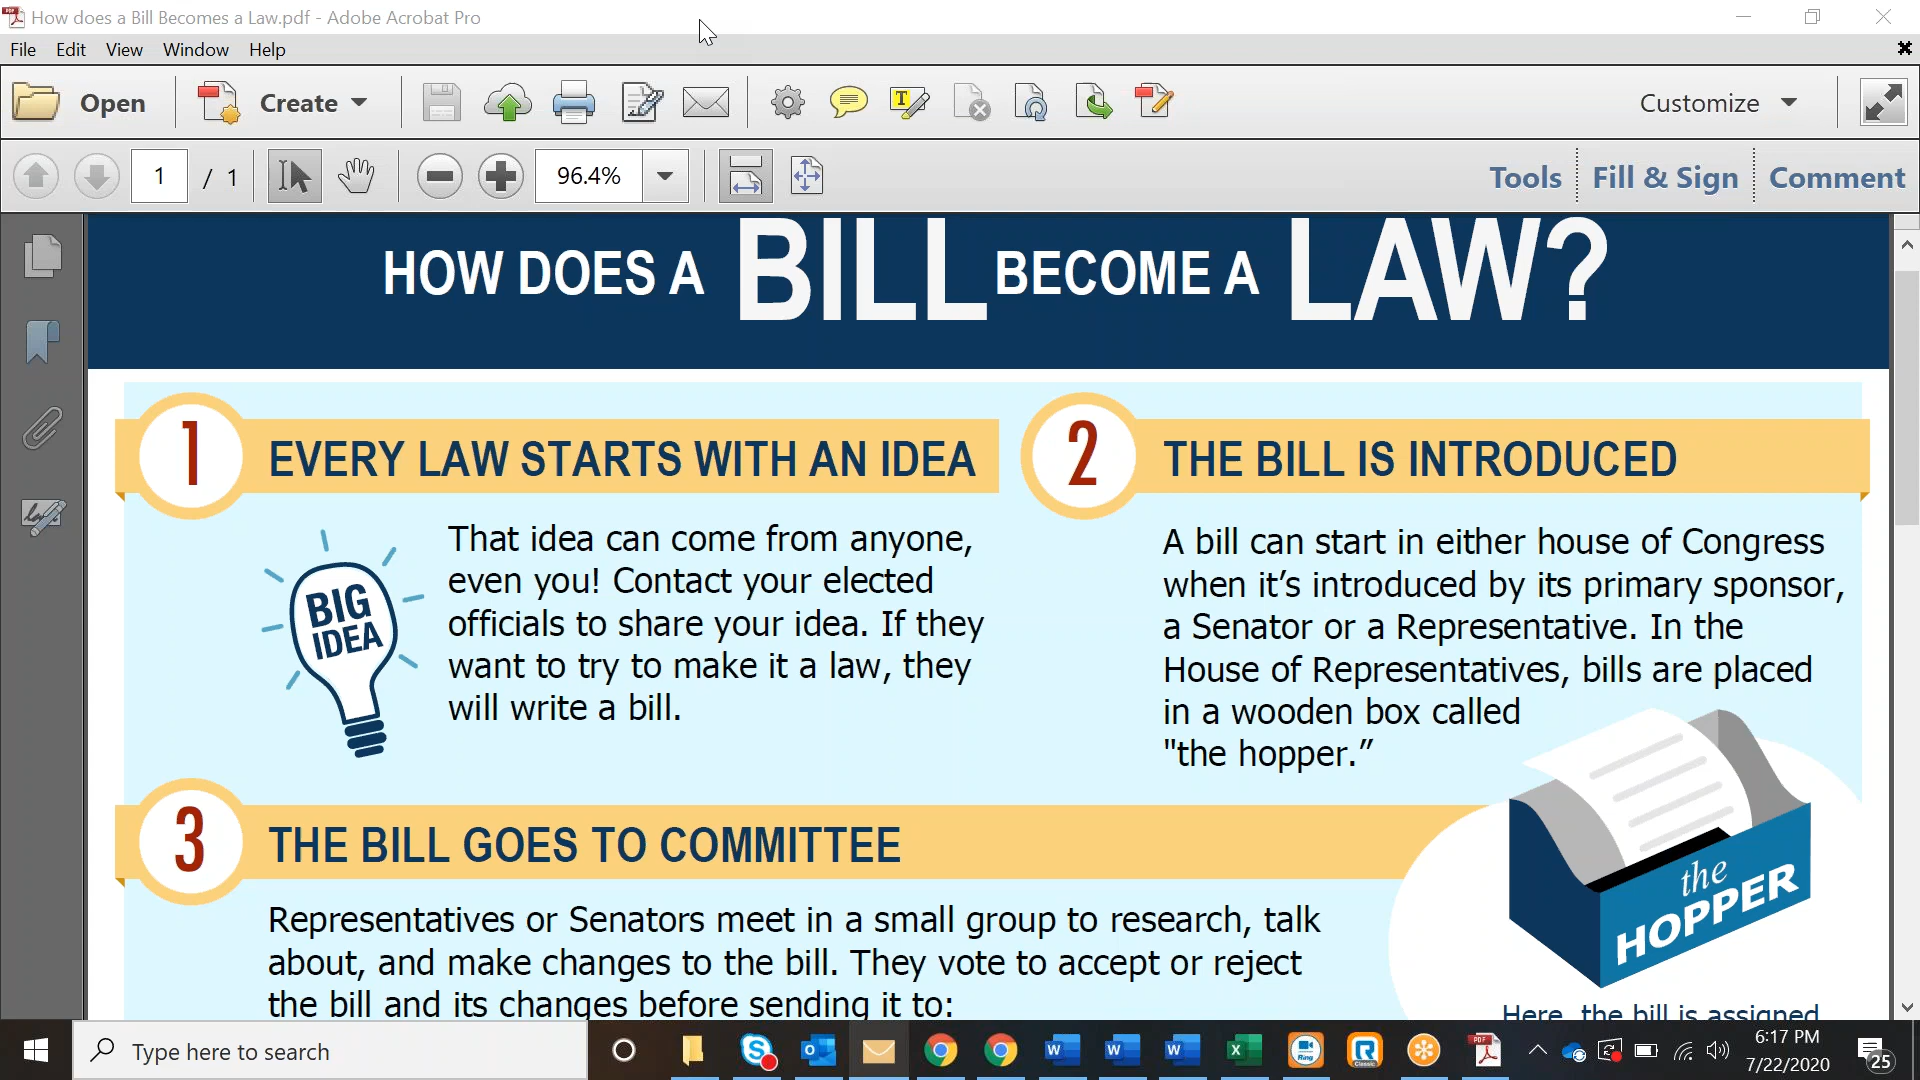 How does a Bill Becomes a Law.pdf - Adobe Acrobat Pro
File Edit View Window Help
Open Create Customize
1 / 1 96.4% Tools Fill & Sign Comment
HOW DOES A BILL BECOME A LAW?
1 EVERY LAW STARTS WITH AN IDEA
BIG
IDEA
That idea can come from anyone,
even you! Contact your elected
officials to share your idea. If they
want to try to make it a law, they
will write a bill.
2 THE BILL IS INTRODUCED
A bill can start in either house of Congress
when it’s introduced by its primary sponsor,
a Senator or a Representative. In the
House of Representatives, bills are placed
in a wooden box called
"the hopper.”
the
HOPPER
Here, the bill is assigned
3 THE BILL GOES TO COMMITTEE
Representatives or Senators meet in a small group to research, talk
about, and make changes to the bill. They vote to accept or reject
the bill and its changes before sending it to:
Type here to search
6:17 PM
7/22/2020
25